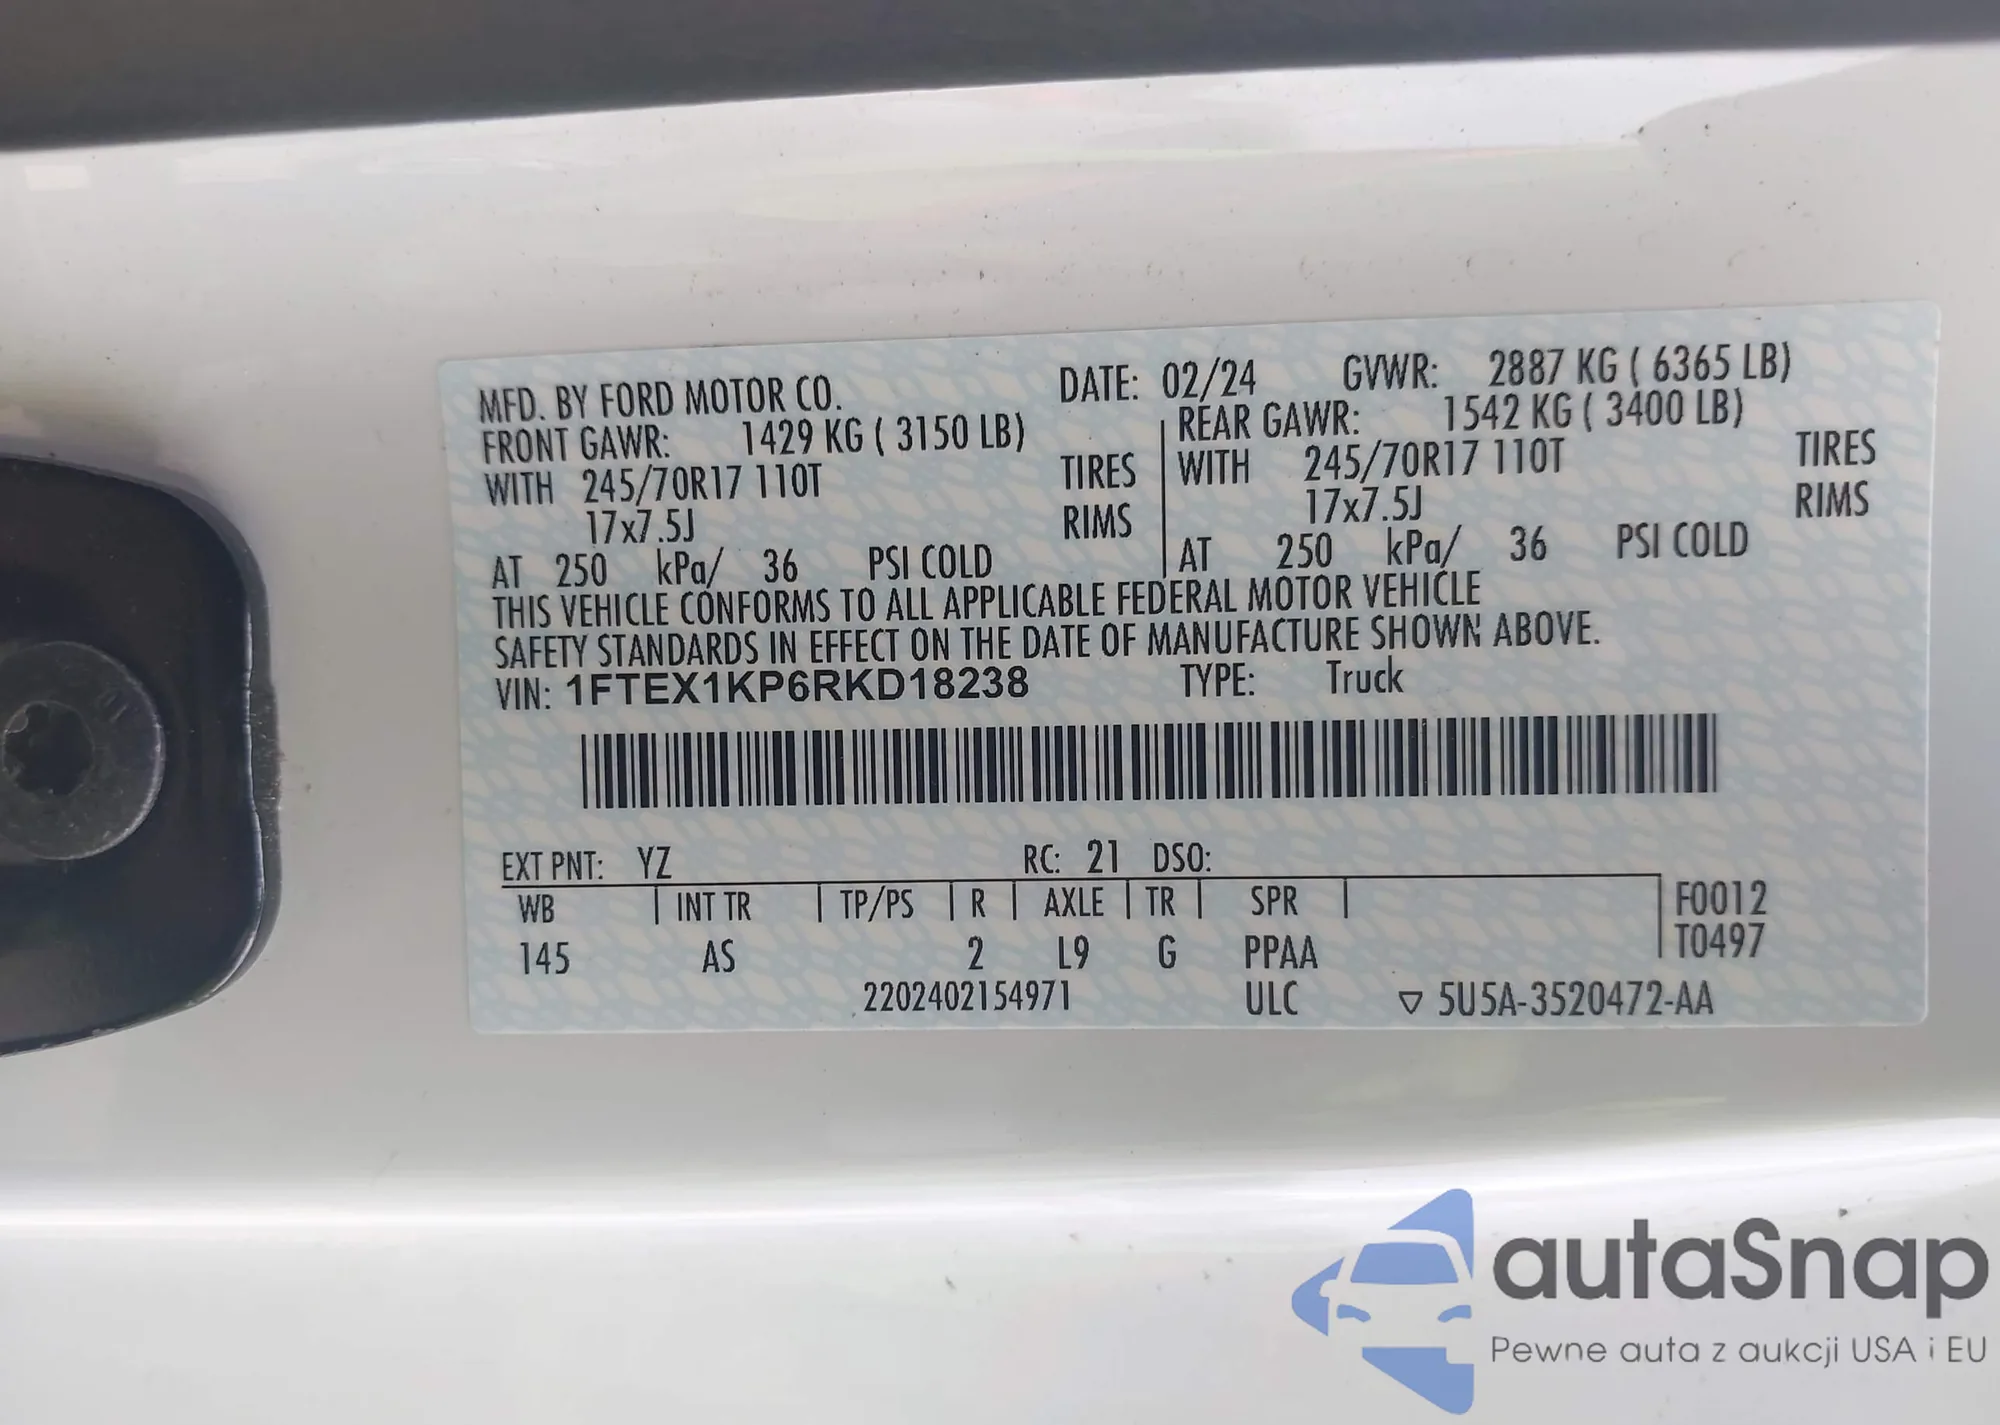 MFD. BY FORD MOTOR CO. DATE: 02/24 GVWR: 2887 KG ( 6365 LB)
FRONT GAWR: 1429 KG ( 3150 LB) REAR GAWR: 1542 KG ( 3400 LB)
WITH 245/70R17 110T TIRES WITH 245/70R17 110T TIRES
17x7.5J RIMS 17x7.5J RIMS
AT 250 kPa/ 36 PSI COLD AT 250 kPa/ 36 PSI COLD
THIS VEHICLE CONFORMS TO ALL APPLICABLE FEDERAL MOTOR VEHICLE
SAFETY STANDARDS IN EFFECT ON THE DATE OF MANUFACTURE SHOWN ABOVE.
VIN: 1FTEX1KP6RKD18238 TYPE: Truck
EXT PNT: YZ RC: 21 DSO:
WB INT TR TP/PS R AXLE TR SPR F0012
T0497
145 AS 2 L9 G PPAA
2202402154971 ULC ▽ 5U5A-3520472-AA
autaSnap
Pewne auta z aukcji USA i EU